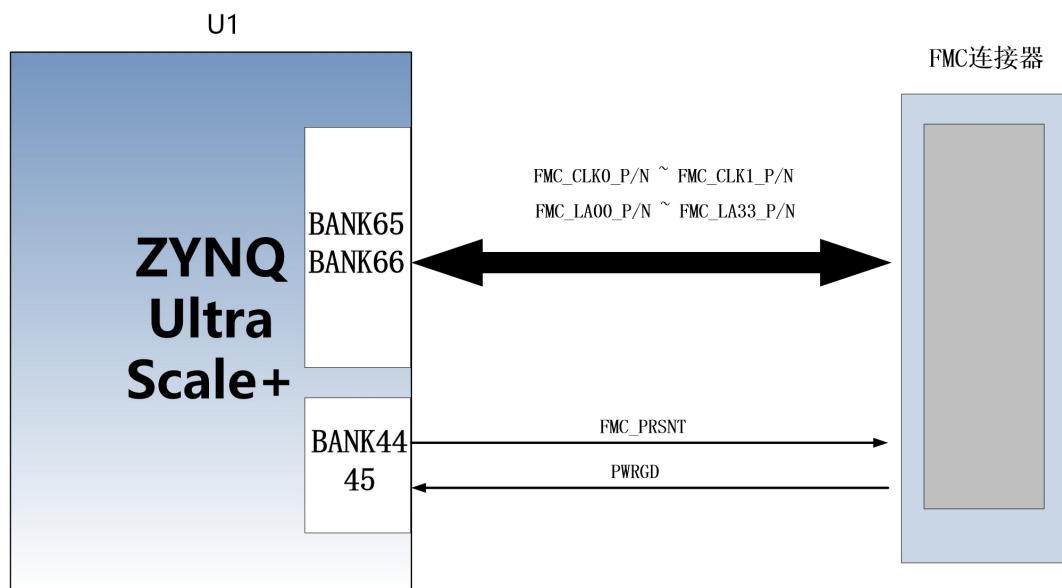 U1
FMC连接器
FMC_CLK0_P/N ~ FMC_CLK1_P/N
FMC_LA00_P/N ~ FMC_LA33_P/N
BANK65
BANK66
ZYNQ
Ultra
Scale+
BANK44
45
FMC_PRSNT
PWRGD